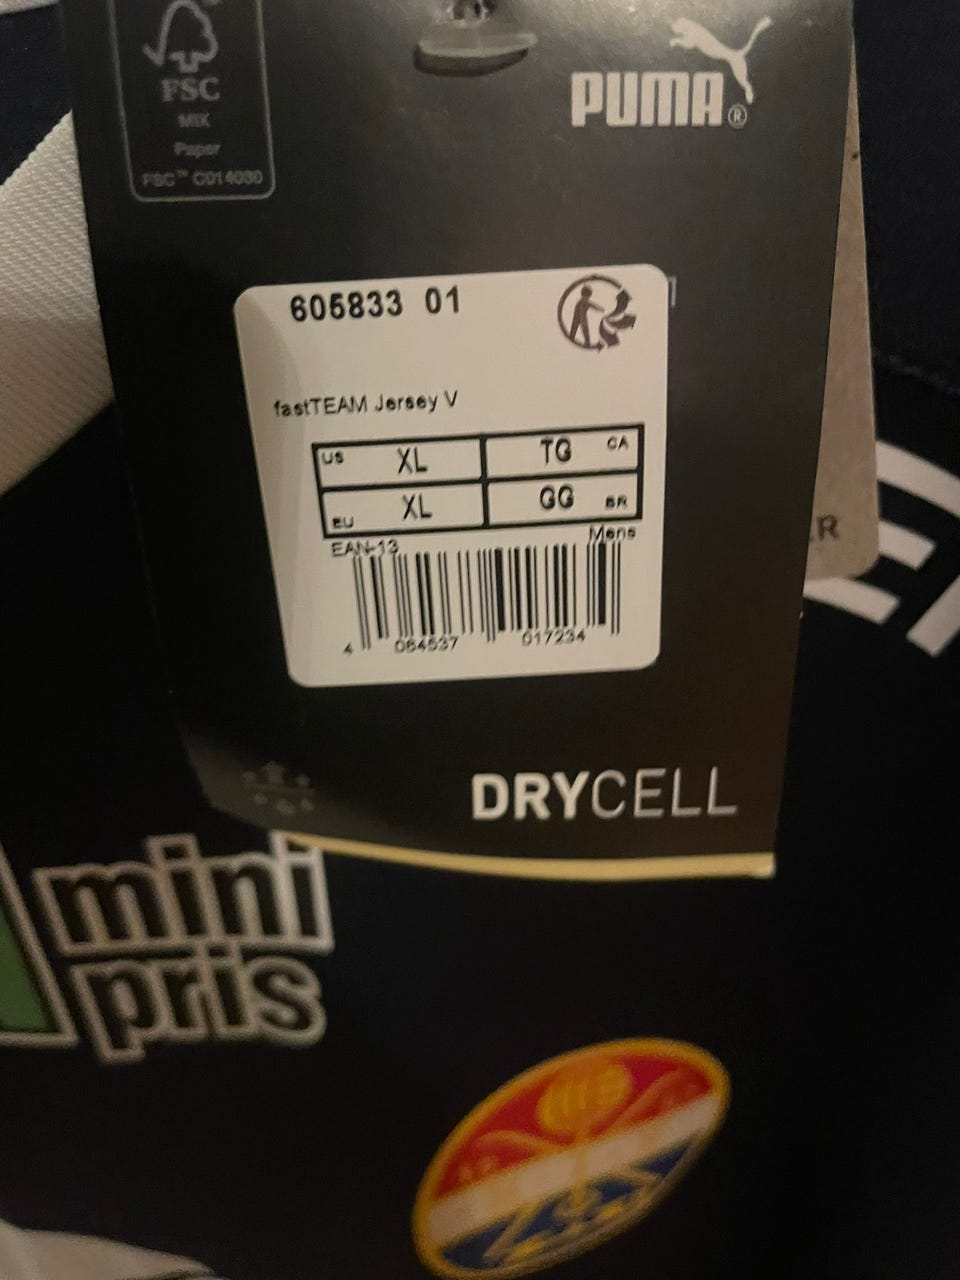 FSC
MIX
Paper
FSC™ C014030
PUMA®
605833 01
fastTEAM Jersey V
US XL TG CA
EU XL GG BR
EAN-13 Mens
4 064537 017234
DRYCELL
mini
pris